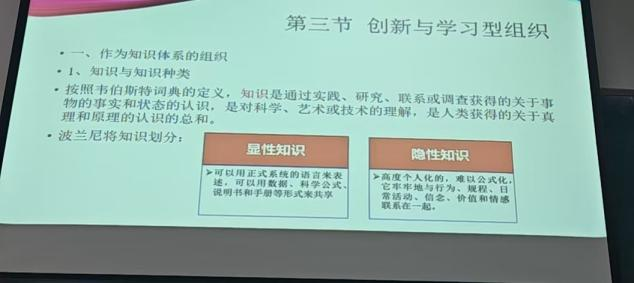 第三节 创新与学习型组织
• 一、作为知识体系的组织
• 1、知识与知识种类
• 按照韦伯斯特词典的定义，知识是通过实践、研究、联系或调查获得的关于事
物的事实和状态的认识，是对科学、艺术或技术的理解，是人类获得的关于真
理和原理的认识的总和。
• 波兰尼将知识划分：
显性知识
➢可以用正式系统的语言来表
述，可以用数据、科学公式、
说明书和手册等形式来共享
隐性知识
➢高度个人化的，难以公式化，
它牢牢地与行为、规程、日
常活动、信念、价值和情感
联系在一起。